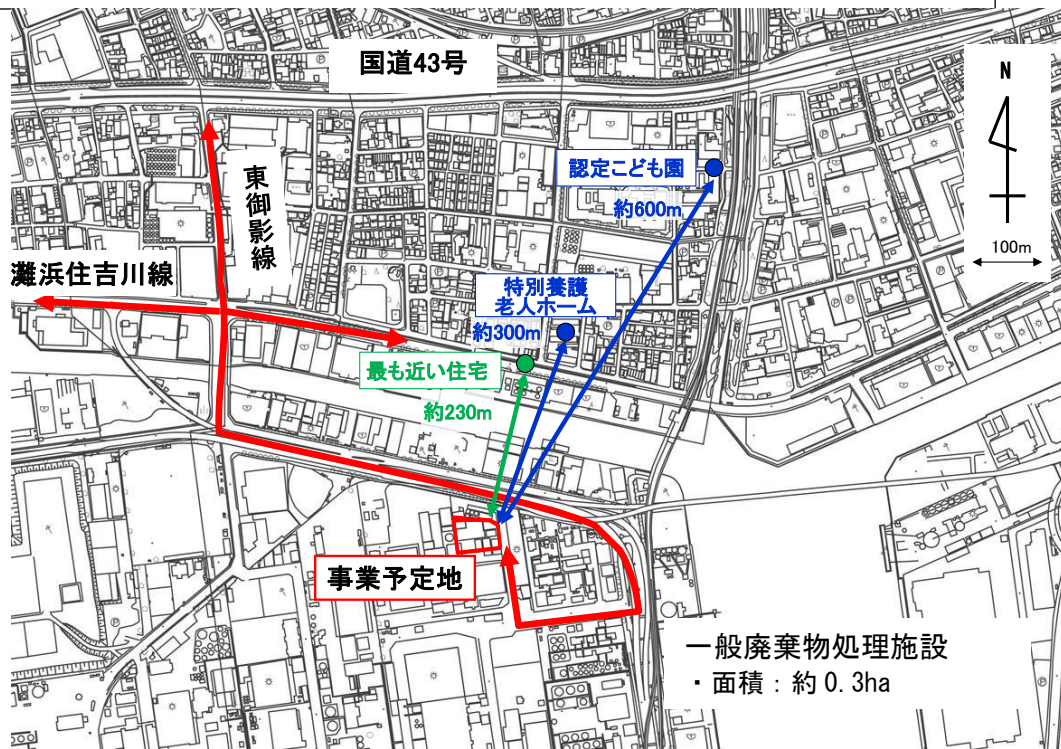 国道43号
N
100m
認定こども園
約600m
東御影線
灘浜住吉川線
特別養護
老人ホーム
約300m
最も近い住宅
約230m
事業予定地
一般廃棄物処理施設
・面積：約 0.3ha